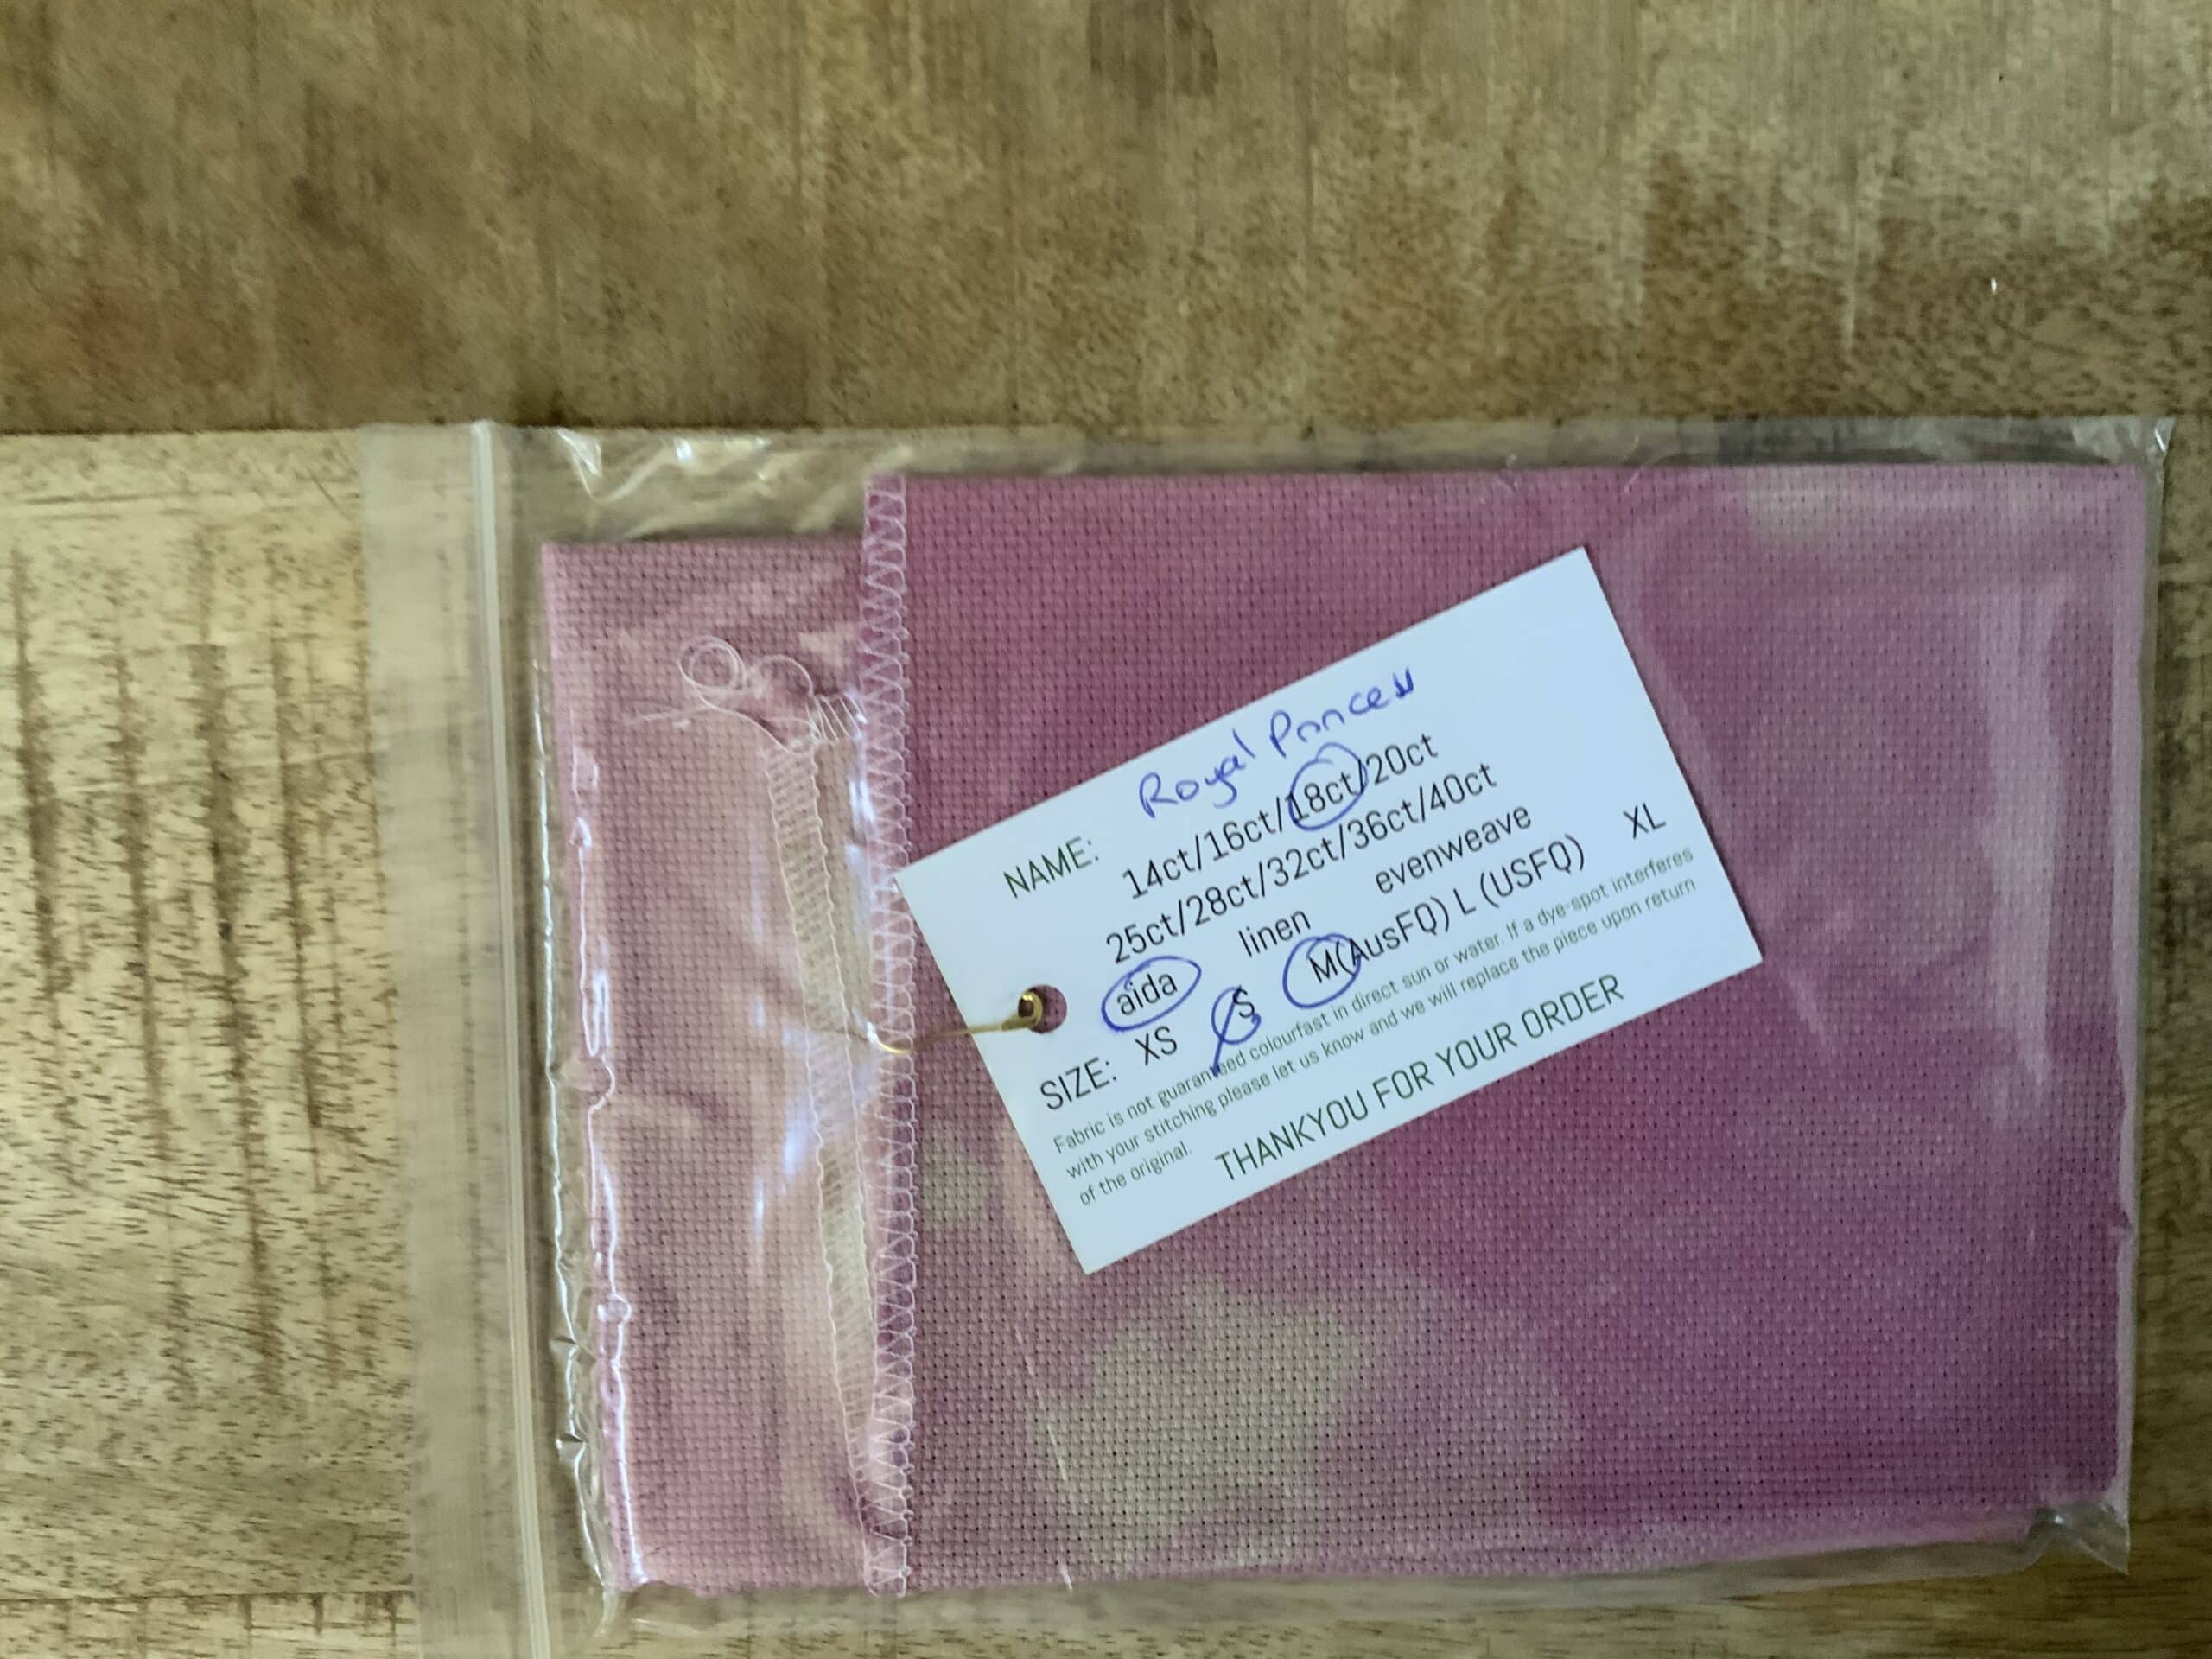 NAME: Royal Princess
14ct/16ct/18ct/20ct
25ct/28ct/32ct/36ct/40ct
aida linen evenweave
SIZE: XS S M(AusFQ) L (USFQ) XL
Fabric is not guaranteed colourfast in direct sun or water. If a dye-spot interferes
with your stitching please let us know and we will replace the piece upon return
of the original.
THANKYOU FOR YOUR ORDER